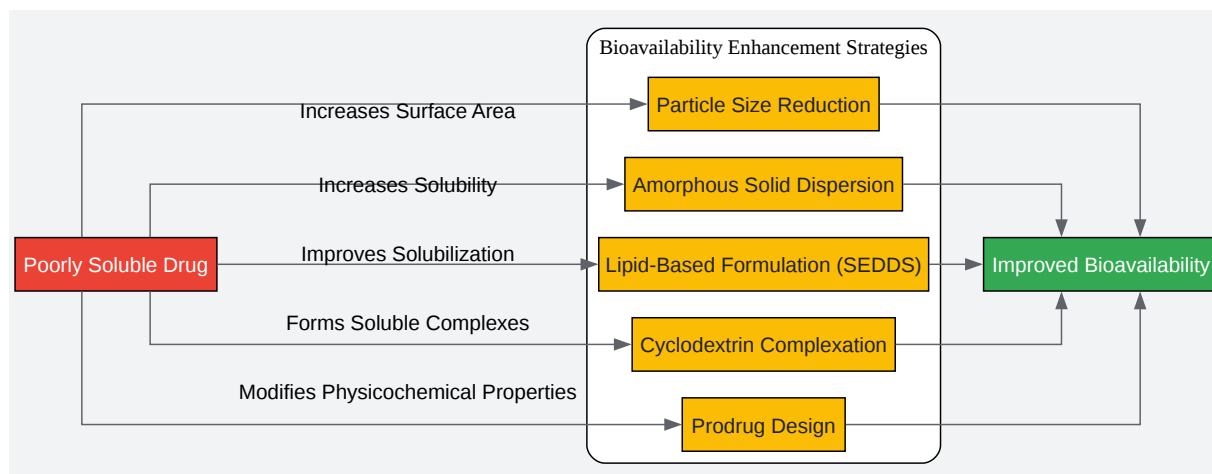 Bioavailability Enhancement Strategies
Increases Surface Area
Particle Size Reduction
Increases Solubility
Amorphous Solid Dispersion
Poorly Soluble Drug
Improves Solubilization
Lipid-Based Formulation (SEDDS)
Improved Bioavailability
Forms Soluble Complexes
Cyclodextrin Complexation
Modifies Physicochemical Properties
Prodrug Design